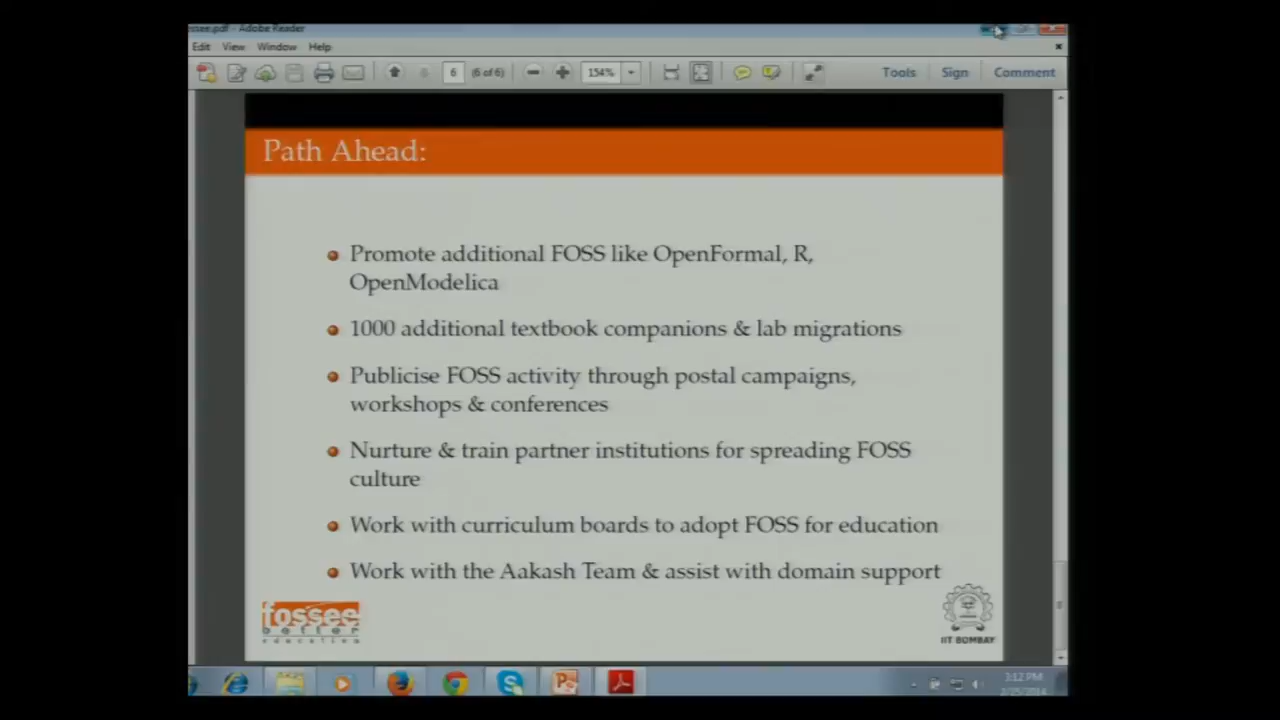 ssee.pdf - Adobe Reader
Edit View Window Help
6 (6 of 6) 154% Tools Sign Comment
Path Ahead:
Promote additional FOSS like OpenFormal, R,
OpenModelica
1000 additional textbook companions & lab migrations
Publicise FOSS activity through postal campaigns,
workshops & conferences
Nurture & train partner institutions for spreading FOSS
culture
Work with curriculum boards to adopt FOSS for education
Work with the Aakash Team & assist with domain support
fossee
better
education
IIT BOMBAY
3:12 PM
2/25/2014